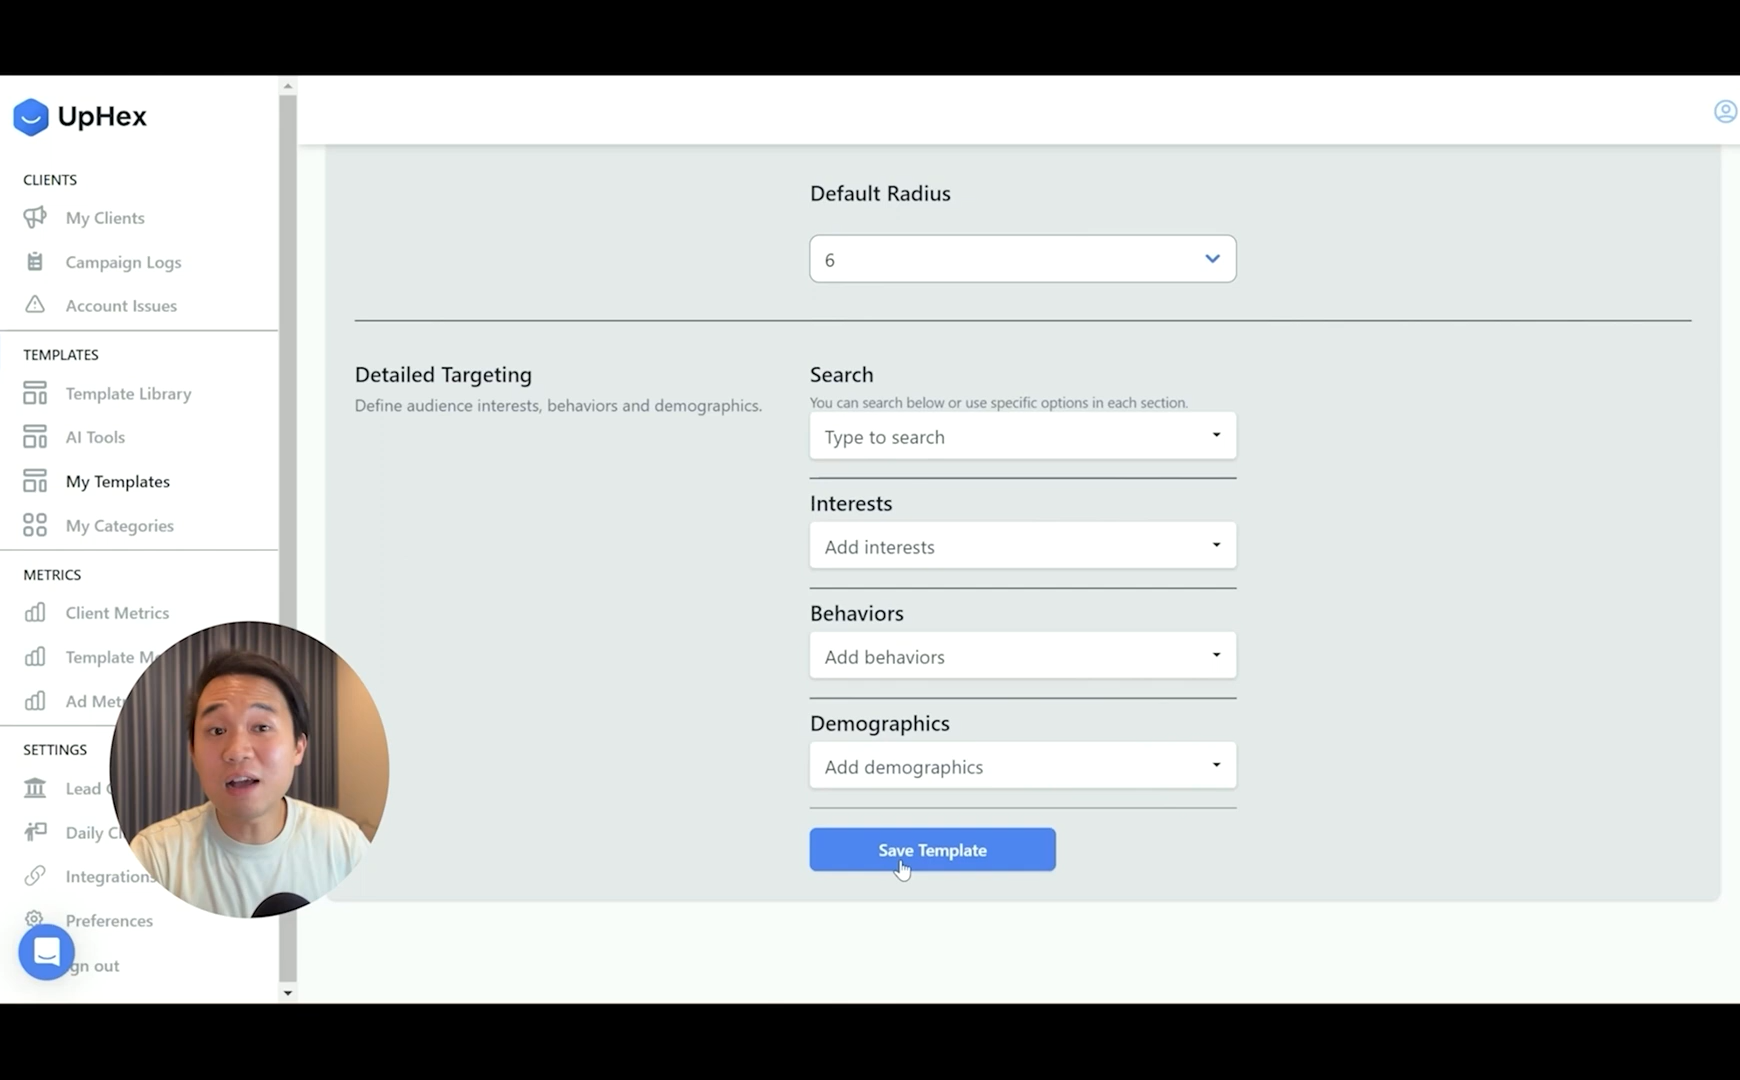 UpHex
CLIENTS
My Clients
Campaign Logs
Account Issues
TEMPLATES
Template Library
AI Tools
My Templates
My Categories
METRICS
Client Metrics
Template
Ad
SETTINGS
Lead
Daily
Integrations
Preferences
out
Default Radius
6
Detailed Targeting
Define audience interests, behaviors and demographics.
Search
You can search below or use specific options in each section.
Type to search
Interests
Add interests
Behaviors
Add behaviors
Demographics
Add demographics
Save Template